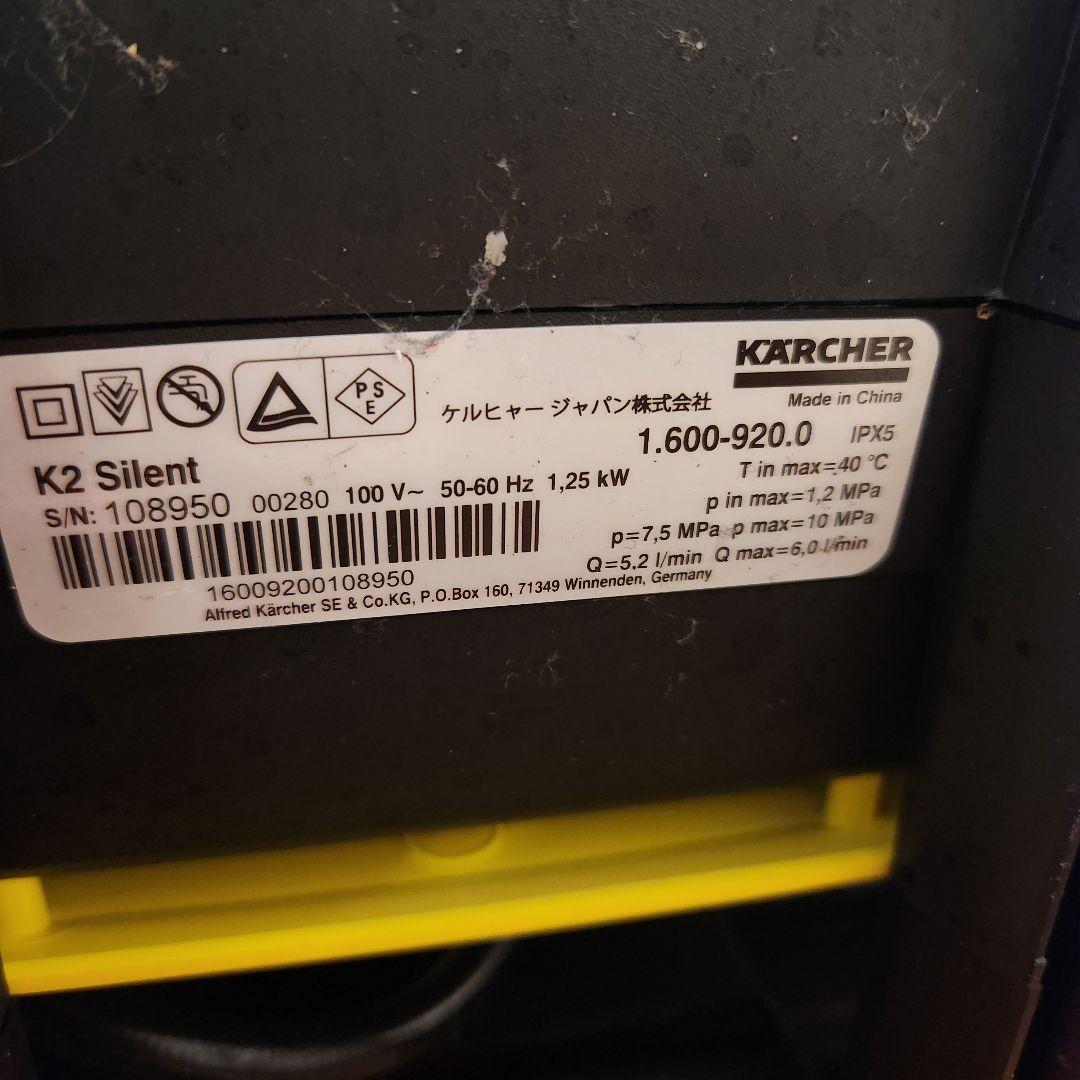 PS
E
ケルヒャー ジャパン株式会社
KÄRCHER
Made in China
1.600-920.0 IPX5
K2 Silent
T in max=40 °C
S/N: 108950 00280 100 V~ 50-60 Hz 1,25 kW
p in max=1,2 MPa
p=7,5 MPa p max=10 MPa
Q=5,2 l/min Q max=6,0 l/min
16009200108950
Alfred Kärcher SE & Co.KG, P.O.Box 160, 71349 Winnenden, Germany